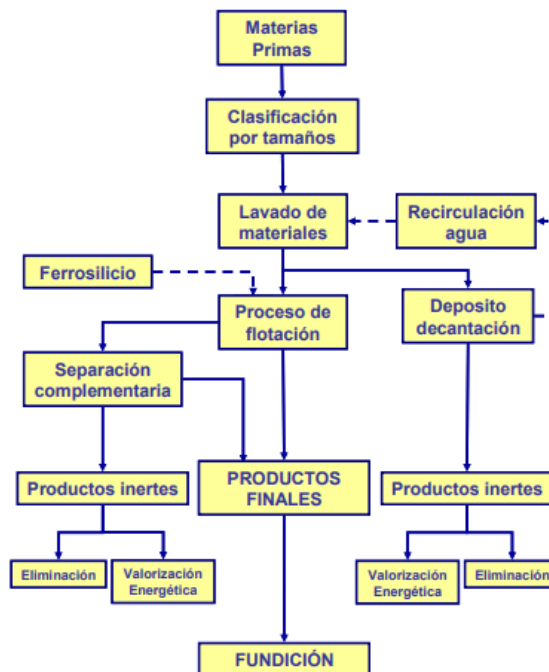 Materias
Primas
Clasificación
por tamaños
Lavado de
materiales
Recirculación
agua
Ferrosilicio
Proceso de
flotación
Deposito
decantación
Separación
complementaria
Productos inertes
PRODUCTOS
FINALES
Productos inertes
Eliminación
Valorización
Energética
Valorización
Energética
Eliminación
FUNDICIÓN